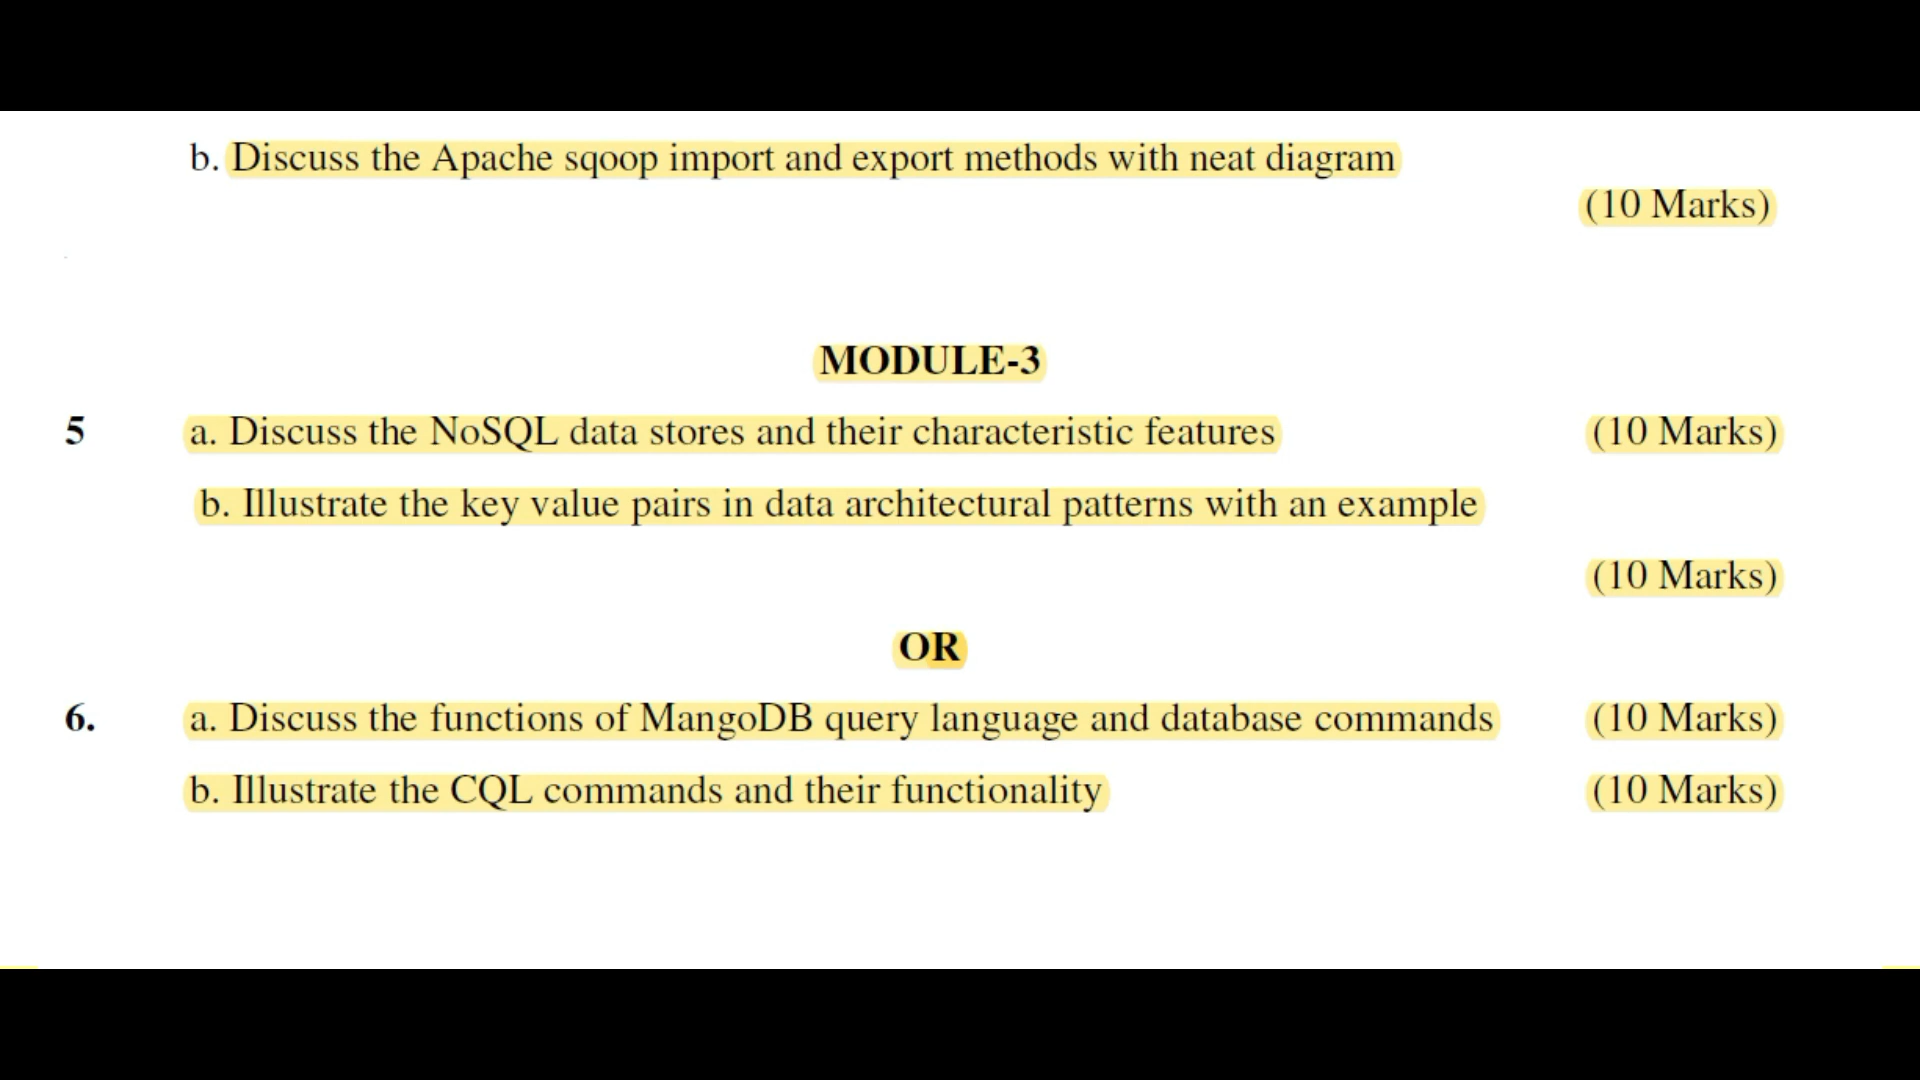 b. Discuss the Apache sqoop import and export methods with neat diagram
(10 Marks)
MODULE-3
5 a. Discuss the NoSQL data stores and their characteristic features (10 Marks)
b. Illustrate the key value pairs in data architectural patterns with an example
(10 Marks)
OR
6. a. Discuss the functions of MangoDB query language and database commands (10 Marks)
b. Illustrate the CQL commands and their functionality (10 Marks)